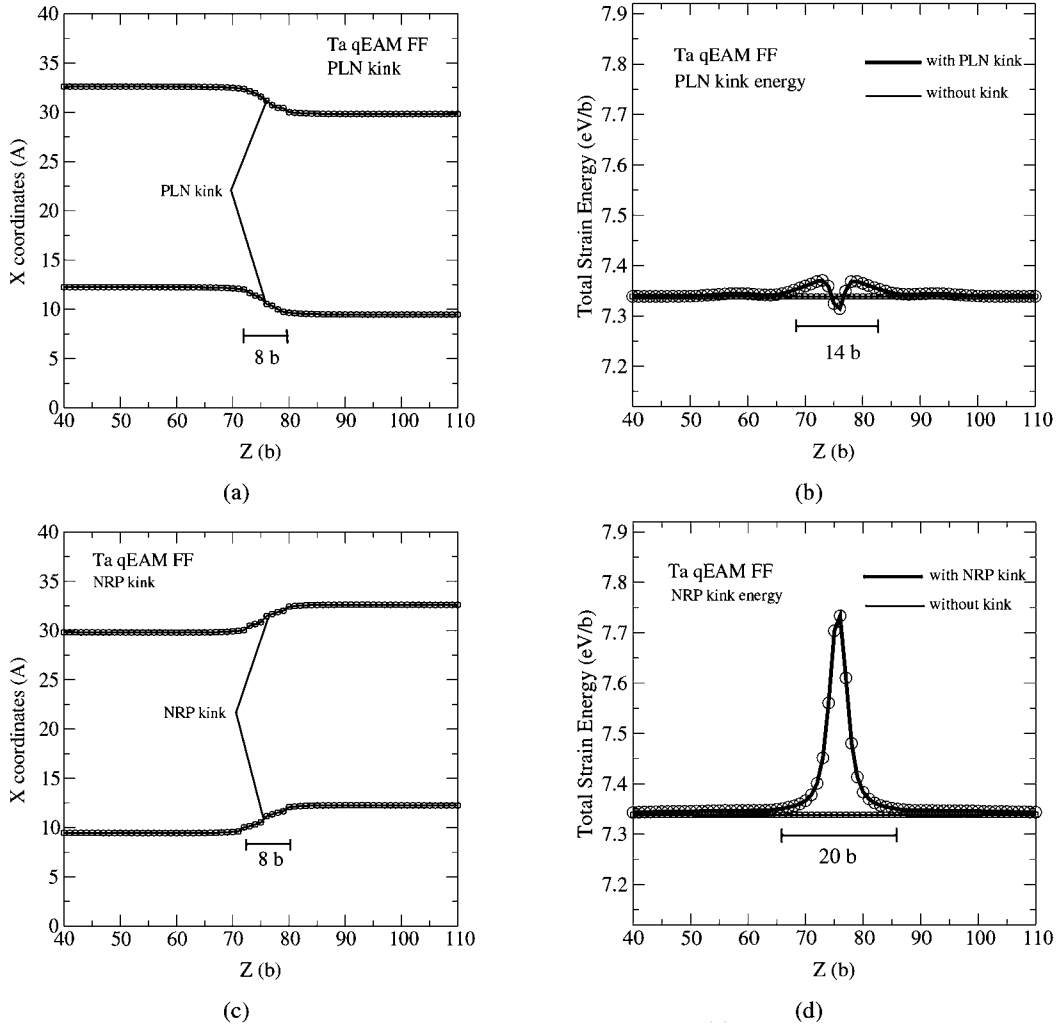 40
35
30
25
20
15
10
5
0
X coordinates (A)
Ta qEAM FF
PLN kink
PLN kink
8 b
40 50 60 70 80 90 100 110
Z (b)
(a)
7.9
7.8
7.7
7.6
7.5
7.4
7.3
7.2
Total Strain Energy (eV/b)
Ta qEAM FF
PLN kink energy
with PLN kink
without kink
14 b
40 50 60 70 80 90 100 110
Z (b)
(b)
40
35
30
25
20
15
10
5
0
X coordinates (A)
Ta qEAM FF
NRP kink
NRP kink
8 b
40 50 60 70 80 90 100 110
Z (b)
(c)
7.9
7.8
7.7
7.6
7.5
7.4
7.3
7.2
Total Strain Energy (eV/b)
Ta qEAM FF
NRP kink energy
with NRP kink
without kink
20 b
40 50 60 70 80 90 100 110
Z (b)
(d)